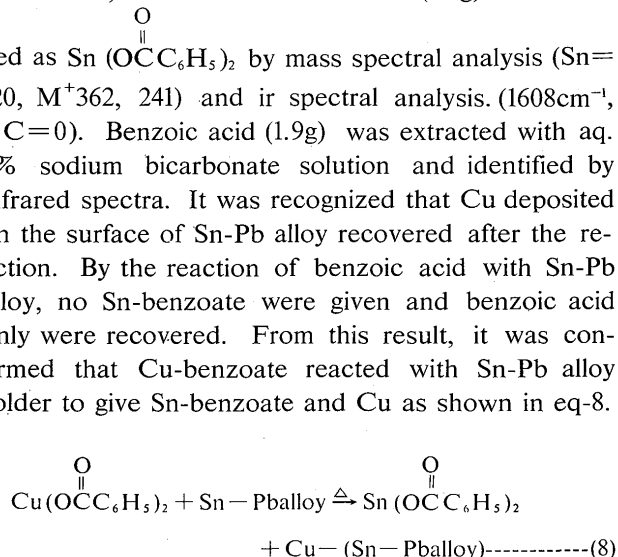 O
||
ed as Sn (OCC₆H₅)₂ by mass spectral analysis (Sn=
20, M⁺362, 241) and ir spectral analysis. (1608cm⁻¹,
C=0). Benzoic acid (1.9g) was extracted with aq.
% sodium bicarbonate solution and identified by
nfrared spectra. It was recognized that Cu deposited
n the surface of Sn-Pb alloy recovered after the re-
ction. By the reaction of benzoic acid with Sn-Pb
lloy, no Sn-benzoate were given and benzoic acid
nly were recovered. From this result, it was con-
rmed that Cu-benzoate reacted with Sn-Pb alloy
older to give Sn-benzoate and Cu as shown in eq-8.
O O
|| ||
Cu(OCC₆H₅)₂+Sn−Pballoy ≙→ Sn (OCC₆H₅)₂
+Cu−(Sn−Pballoy)------------(8)